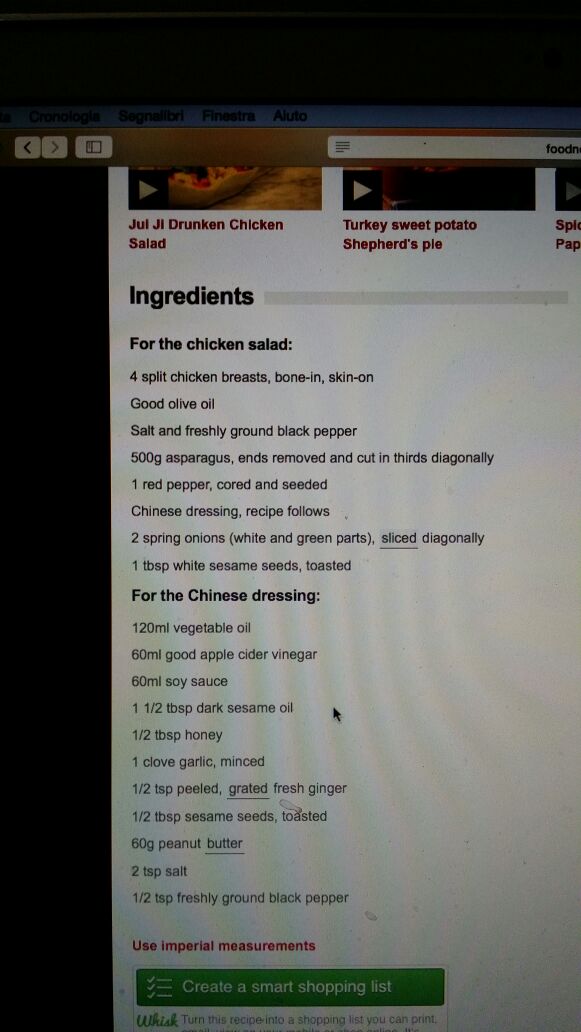 Cronologia Segnalibri Finestra Aiuto
foodn
Jui Ji Drunken Chicken
Salad
Turkey sweet potato
Shepherd's pie
Spic
Pap
Ingredients
For the chicken salad:
4 split chicken breasts, bone-in, skin-on
Good olive oil
Salt and freshly ground black pepper
500g asparagus, ends removed and cut in thirds diagonally
1 red pepper, cored and seeded
Chinese dressing, recipe follows
2 spring onions (white and green parts), sliced diagonally
1 tbsp white sesame seeds, toasted
For the Chinese dressing:
120ml vegetable oil
60ml good apple cider vinegar
60ml soy sauce
1 1/2 tbsp dark sesame oil
1/2 tbsp honey
1 clove garlic, minced
1/2 tsp peeled, grated fresh ginger
1/2 tbsp sesame seeds, toasted
60g peanut butter
2 tsp salt
1/2 tsp freshly ground black pepper
Use imperial measurements
Create a smart shopping list
Whisk Turn this recipe into a shopping list you can print,